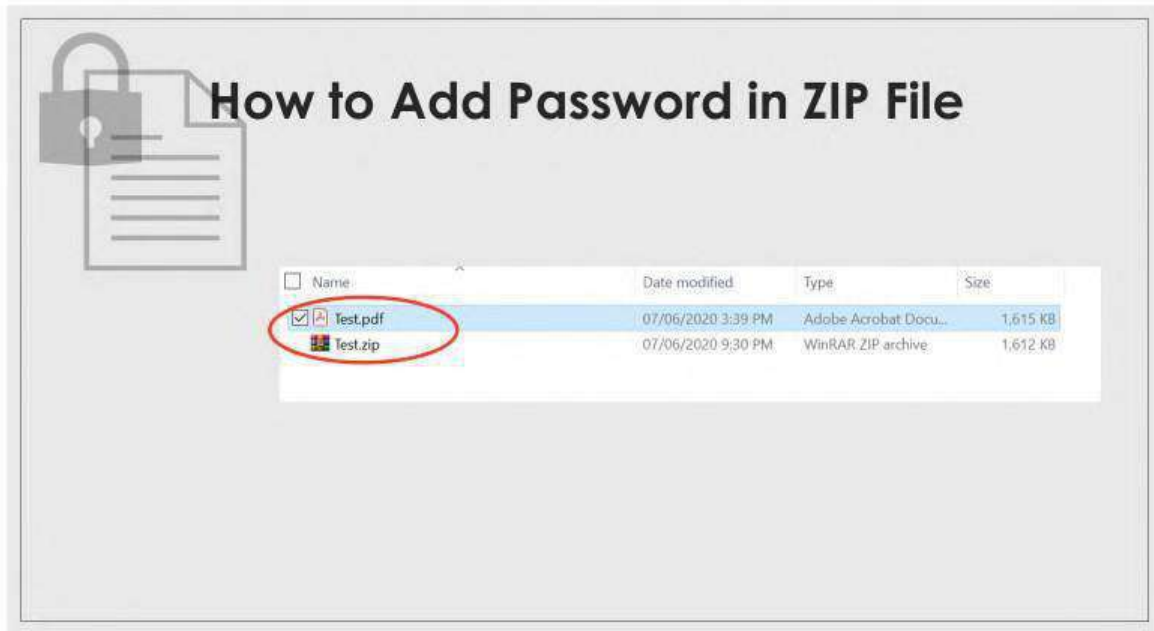 How to Add Password in ZIP File
Name Date modified Type Size
Test.pdf 07/06/2020 3:39 PM Adobe Acrobat Docu... 1,615 KB
Test.zip 07/06/2020 9:30 PM WinRAR ZIP archive 1,612 KB